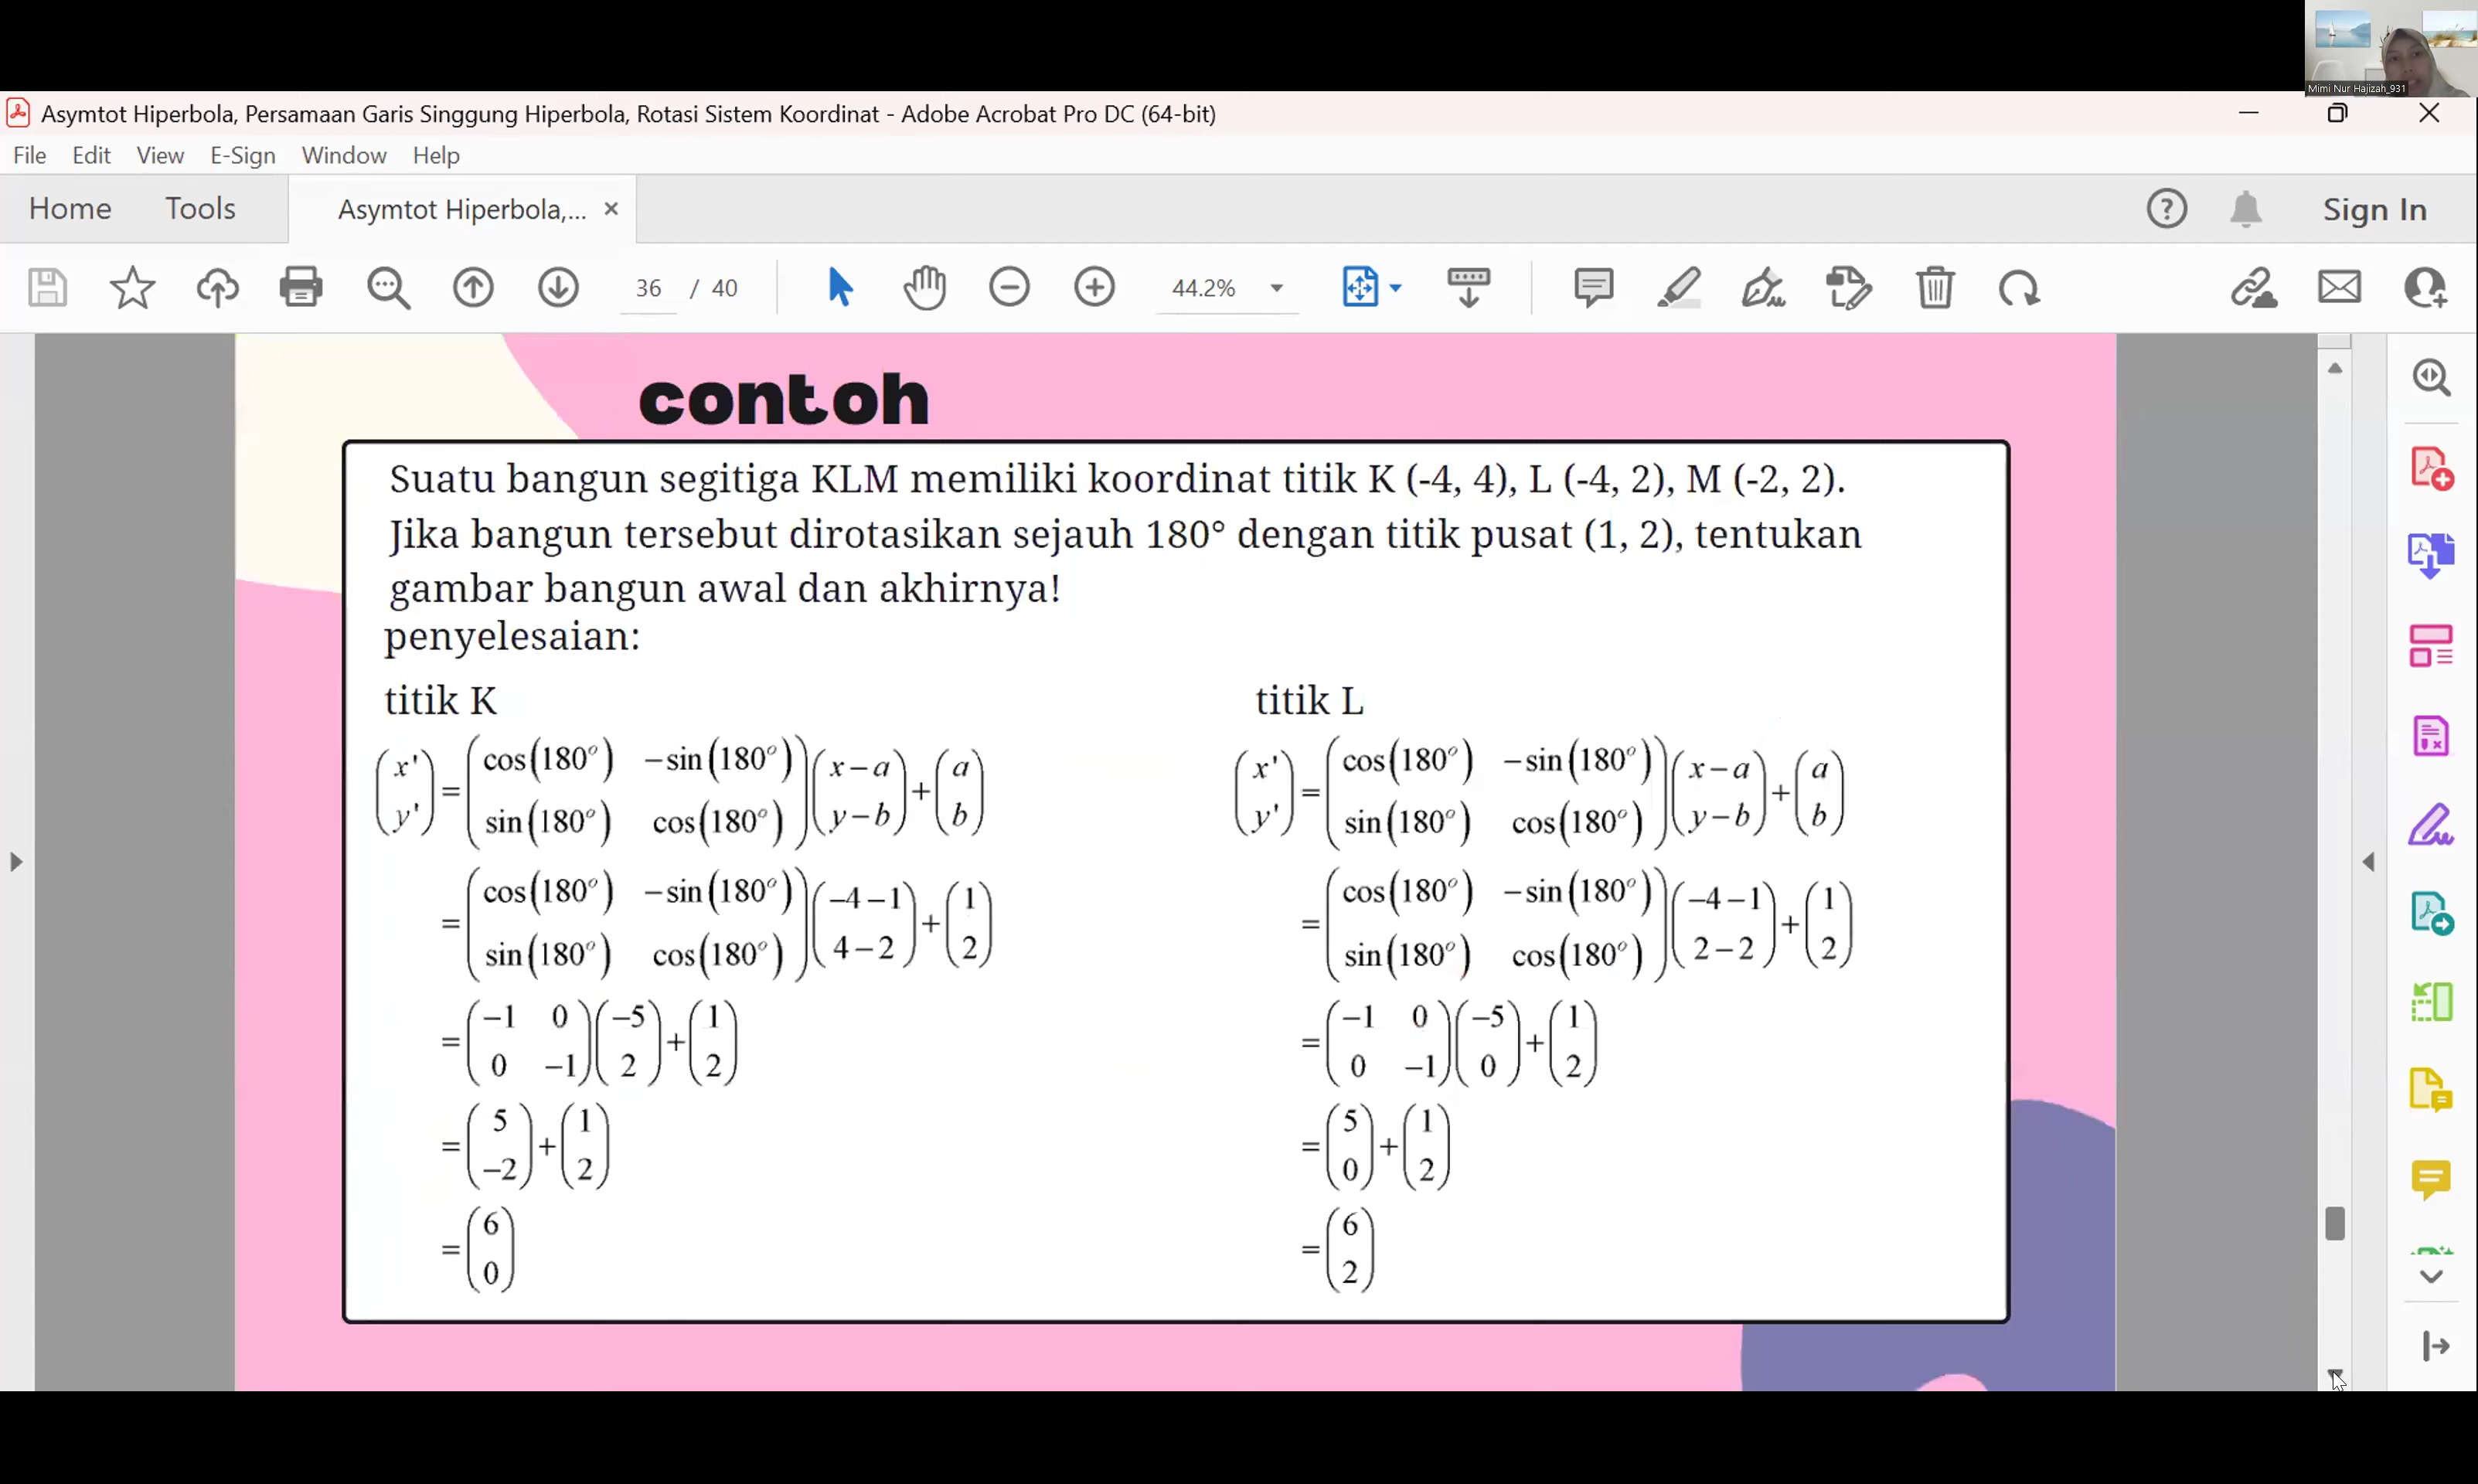 Mimi Nur Hajizah_931
Asymtot Hiperbola, Persamaan Garis Singgung Hiperbola, Rotasi Sistem Koordinat - Adobe Acrobat Pro DC (64-bit)
File Edit View E-Sign Window Help
Home Tools Asymtot Hiperbola,... × Sign In
36 / 40 44.2%
contoh
Suatu bangun segitiga KLM memiliki koordinat titik K (-4, 4), L (-4, 2), M (-2, 2).
Jika bangun tersebut dirotasikan sejauh 180° dengan titik pusat (1, 2), tentukan
gambar bangun awal dan akhirnya!
penyelesaian:
titik K
(x' y') = (cos(180°) −sin(180°) sin(180°) cos(180°)) (x−a y−b) + (a b)
= (cos(180°) −sin(180°) sin(180°) cos(180°)) (−4−1 4−2) + (1 2)
= (−1 0 0 −1) (−5 2) + (1 2)
= (5 −2) + (1 2)
= (6 0)
titik L
(x' y') = (cos(180°) −sin(180°) sin(180°) cos(180°)) (x−a y−b) + (a b)
= (cos(180°) −sin(180°) sin(180°) cos(180°)) (−4−1 2−2) + (1 2)
= (−1 0 0 −1) (−5 0) + (1 2)
= (5 0) + (1 2)
= (6 2)